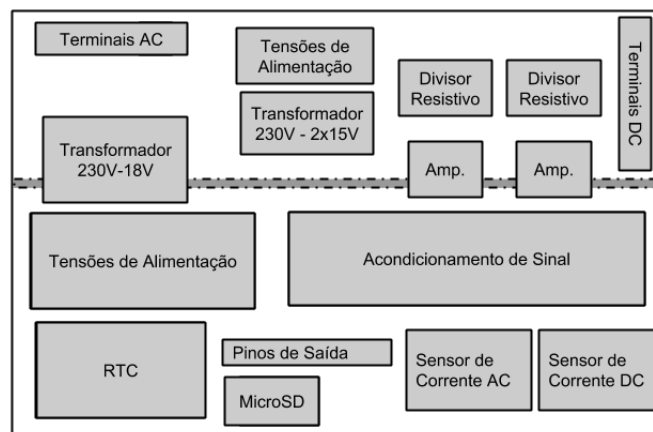 Terminais AC
Tensões de
Alimentação
Divisor
Resistivo
Divisor
Resistivo
Terminais DC
Transformador
230V-18V
Transformador
230V - 2x15V
Amp.
Amp.
Tensões de Alimentação
Acondicionamento de Sinal
RTC
Pinos de Saída
MicroSD
Sensor de
Corrente AC
Sensor de
Corrente DC